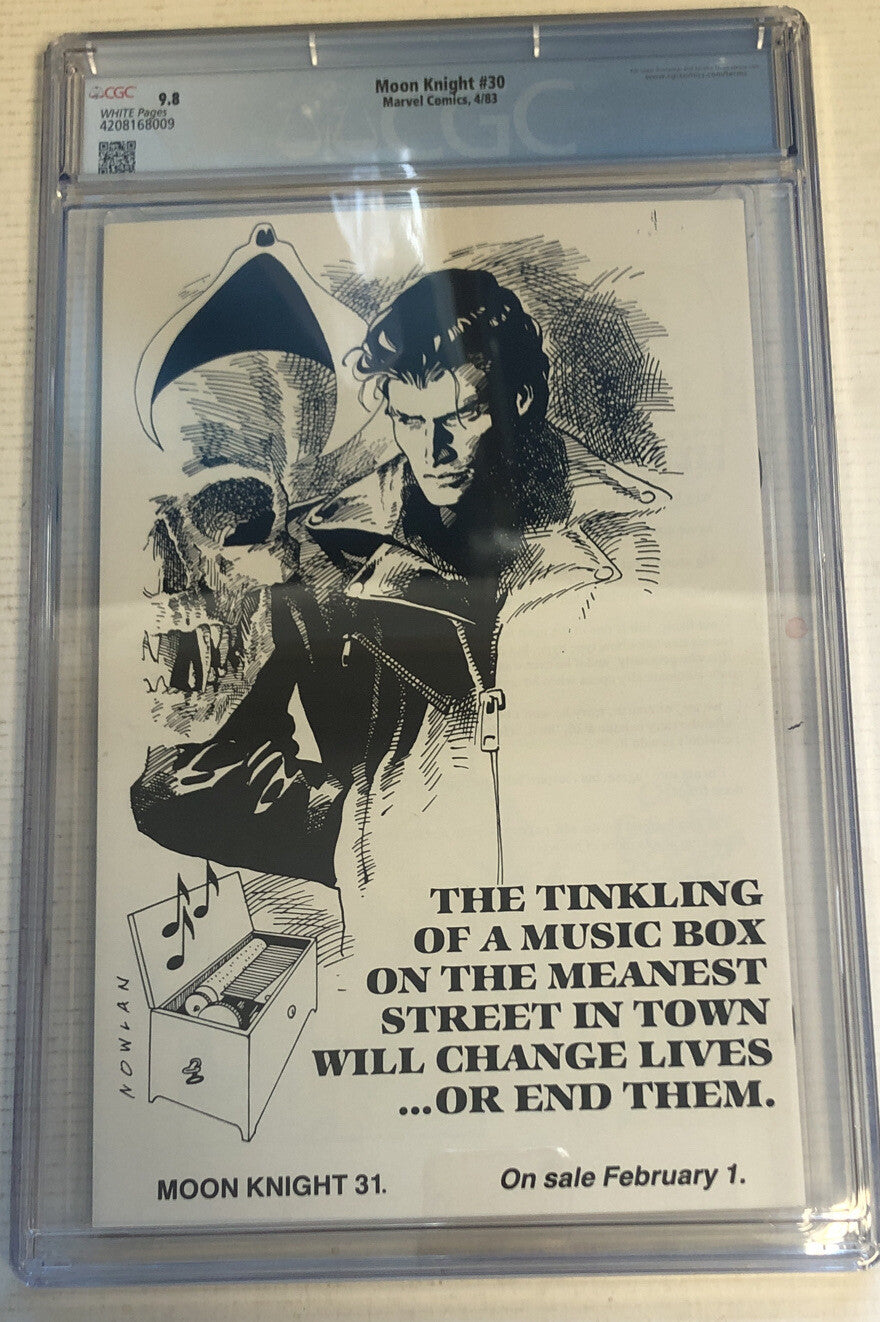 CGC 9.8
WHITE Pages
4208168009
Moon Knight #30
Marvel Comics, 4/83
CGC
THE TINKLING
OF A MUSIC BOX
ON THE MEANEST
STREET IN TOWN
WILL CHANGE LIVES
...OR END THEM.
NOWLAN
MOON KNIGHT 31.
On sale February 1.